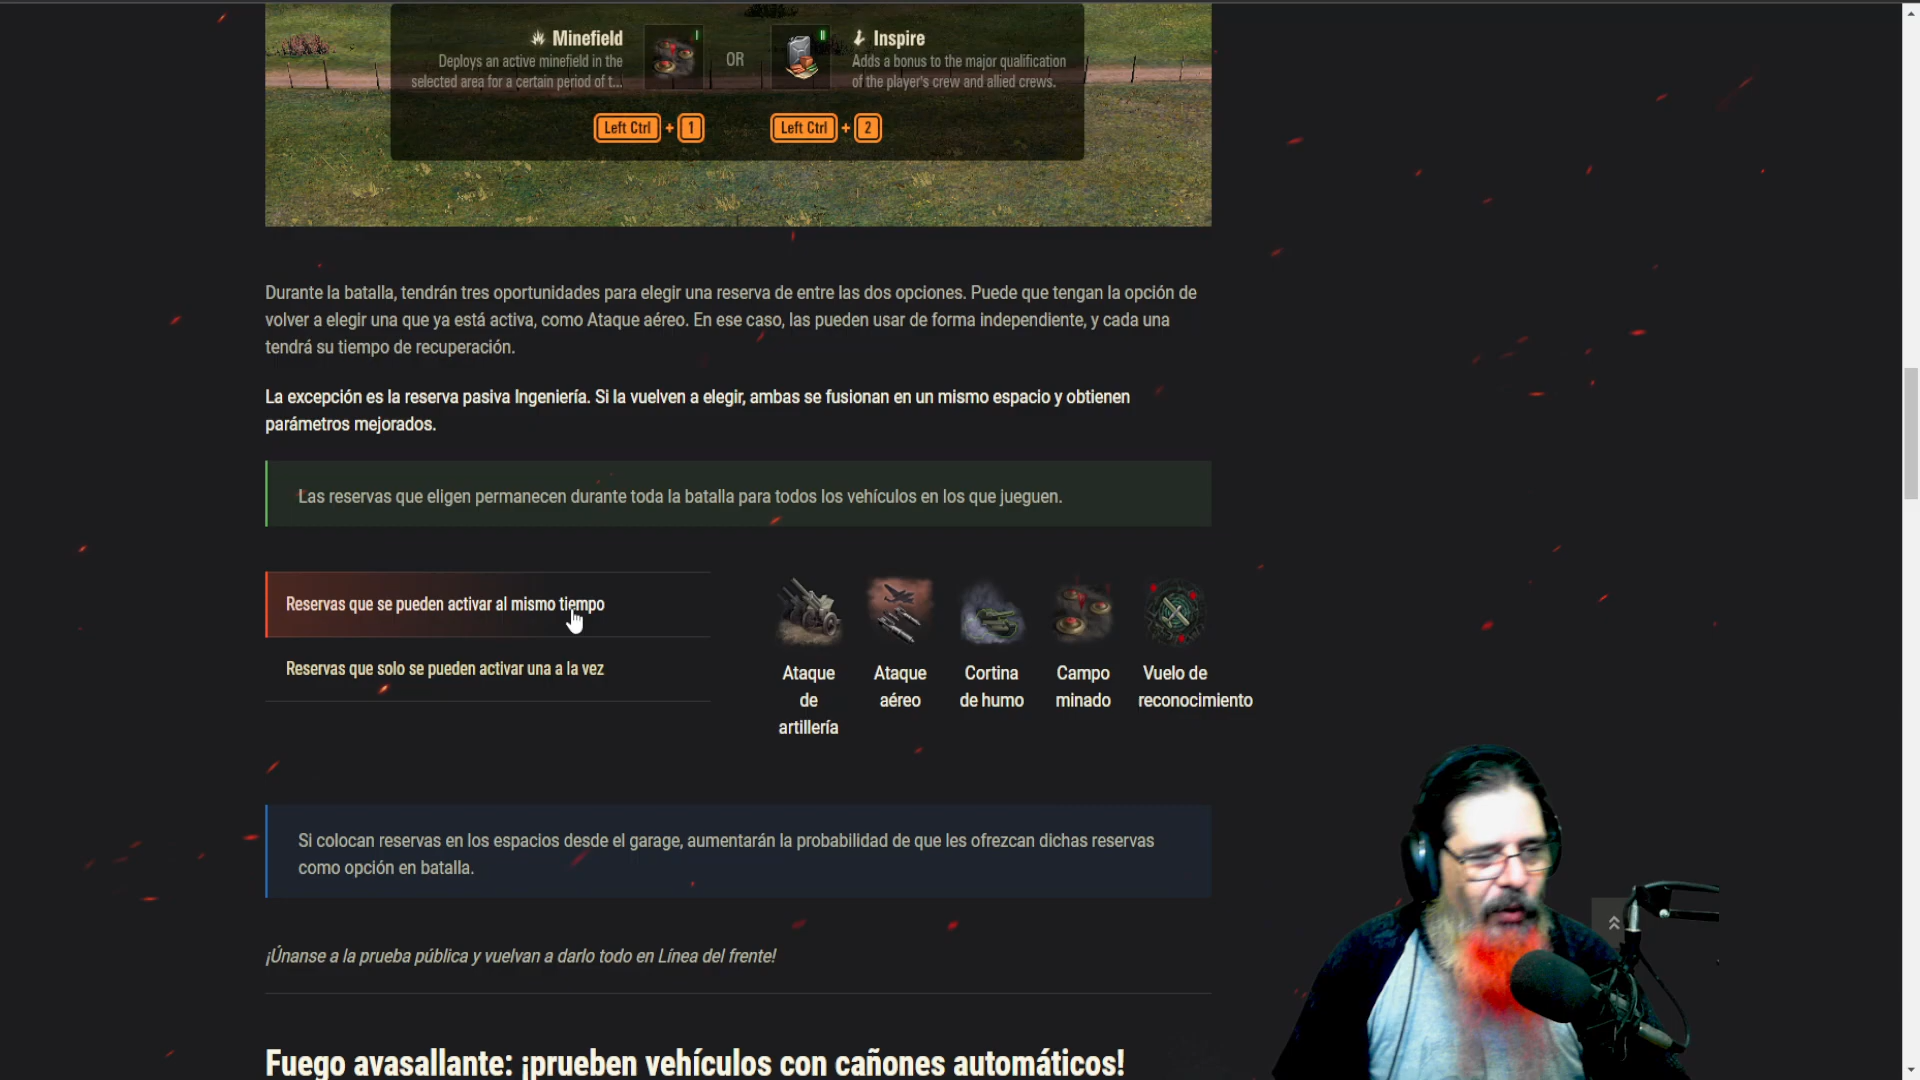 Minefield
Deploys an active minefield in the
selected area for a certain period of t...
I
OR
II
Inspire
Adds a bonus to the major qualification
of the player's crew and allied crews.
Left Ctrl + 1
Left Ctrl + 2
Durante la batalla, tendrán tres oportunidades para elegir una reserva de entre las dos opciones. Puede que tengan la opción de
volver a elegir una que ya está activa, como Ataque aéreo. En ese caso, las pueden usar de forma independiente, y cada una
tendrá su tiempo de recuperación.
La excepción es la reserva pasiva Ingeniería. Si la vuelven a elegir, ambas se fusionan en un mismo espacio y obtienen
parámetros mejorados.
Las reservas que eligen permanecen durante toda la batalla para todos los vehículos en los que jueguen.
Reservas que se pueden activar al mismo tiempo
Reservas que solo se pueden activar una a la vez
Ataque
de
artillería
Ataque
aéreo
Cortina
de humo
Campo
minado
Vuelo de
reconocimiento
Si colocan reservas en los espacios desde el garage, aumentarán la probabilidad de que les ofrezcan dichas reservas
como opción en batalla.
¡Únanse a la prueba pública y vuelvan a darlo todo en Línea del frente!
Fuego avasallante: ¡prueben vehículos con cañones automáticos!